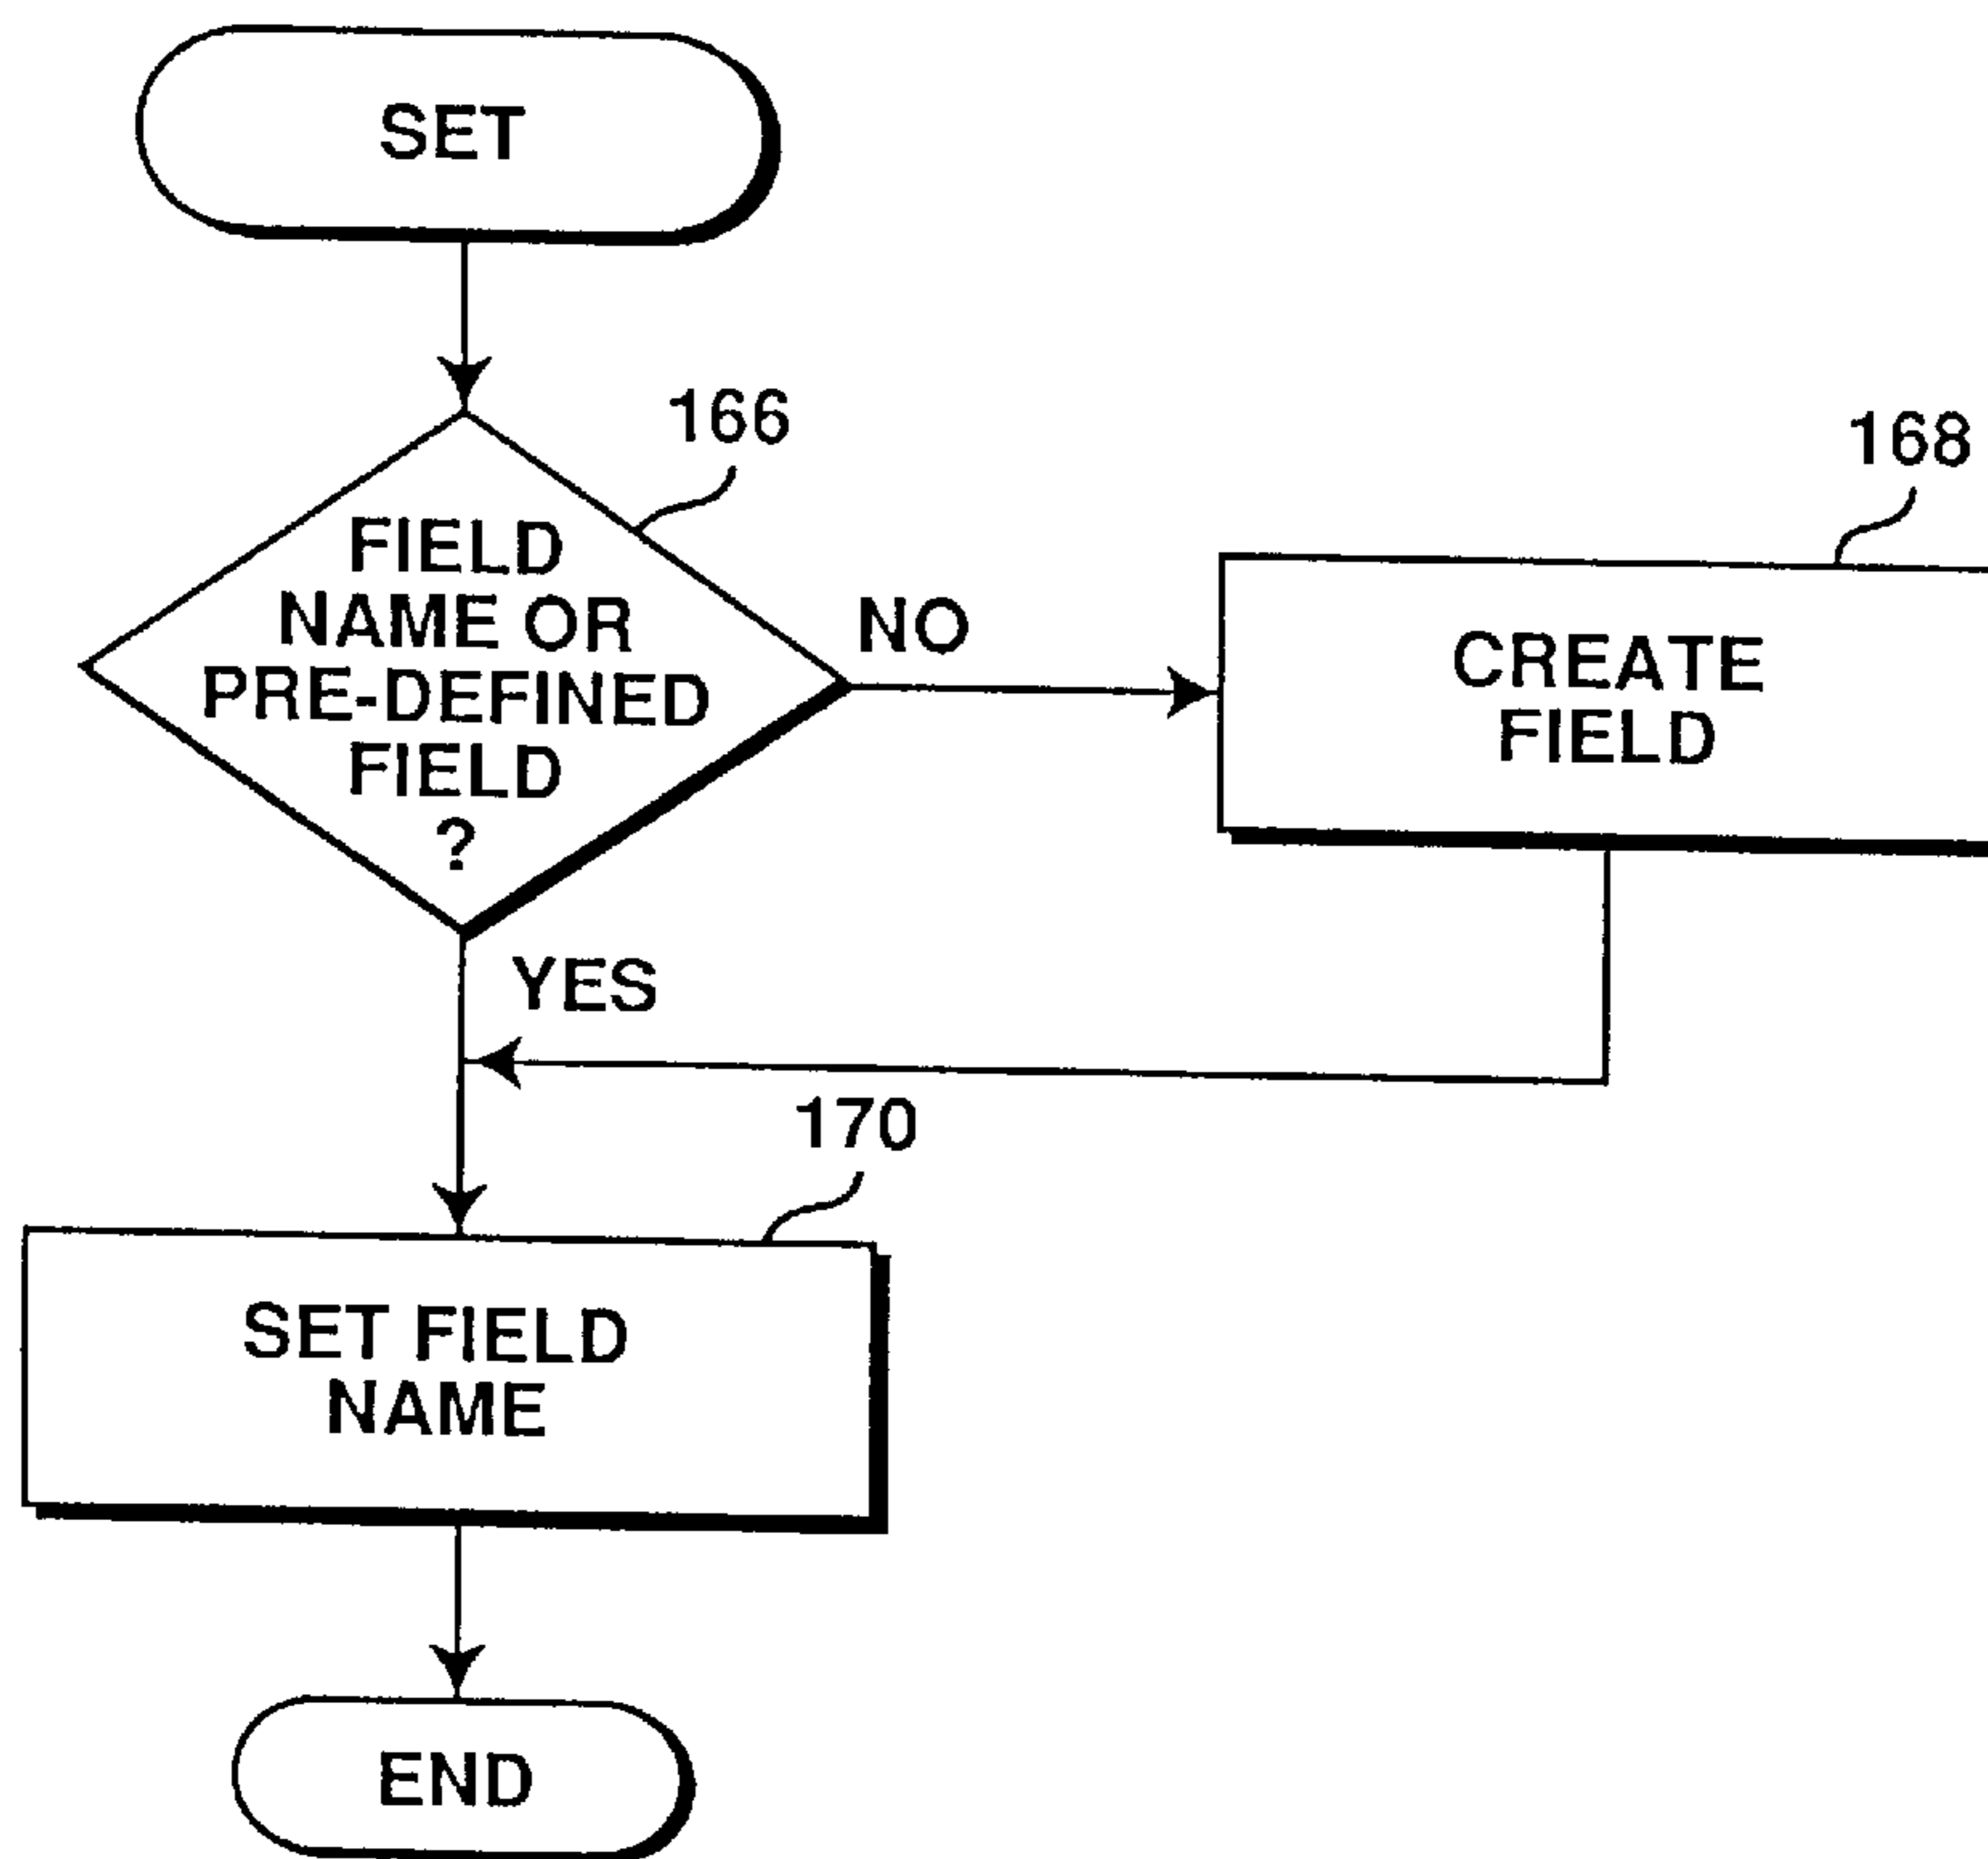 SET
166
FIELD
NAME OR
PRE-DEFINED
FIELD
?
NO
168
CREATE
FIELD
YES
170
SET FIELD
NAME
END